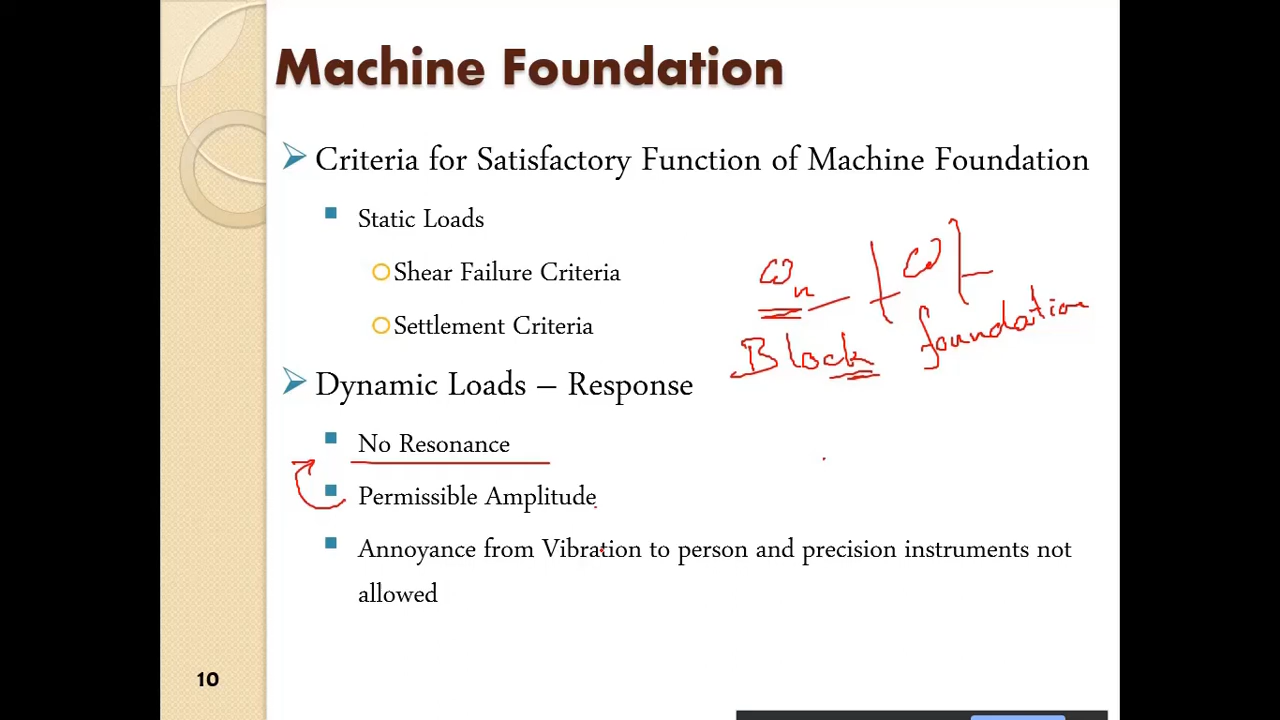 Machine Foundation
Criteria for Satisfactory Function of Machine Foundation
Static Loads
Shear Failure Criteria
Settlement Criteria
ωn ω
Block foundation
Dynamic Loads – Response
No Resonance
Permissible Amplitude
Annoyance from Vibration to person and precision instruments not
allowed
10